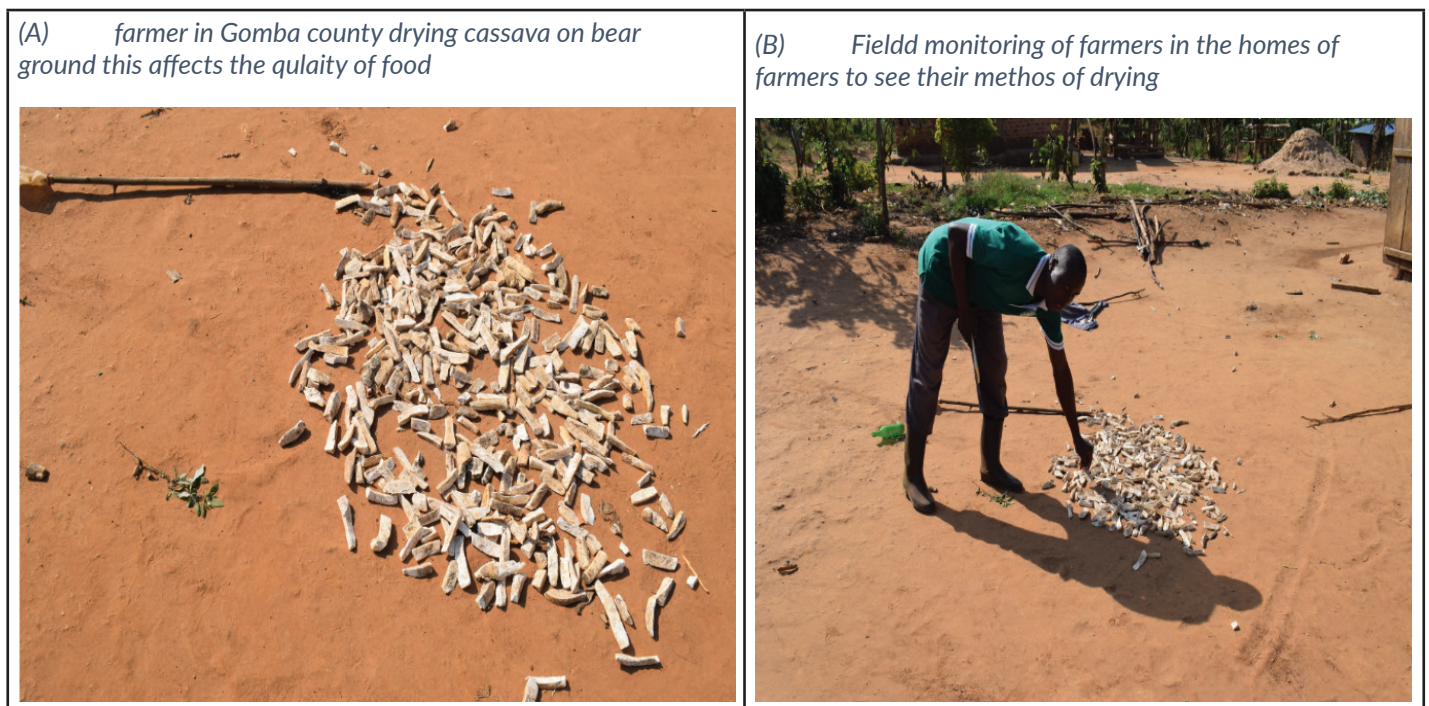 (A) farmer in Gomba county drying cassava on bear
ground this affects the qulaity of food
(B) Fieldd monitoring of farmers in the homes of
farmers to see their methos of drying